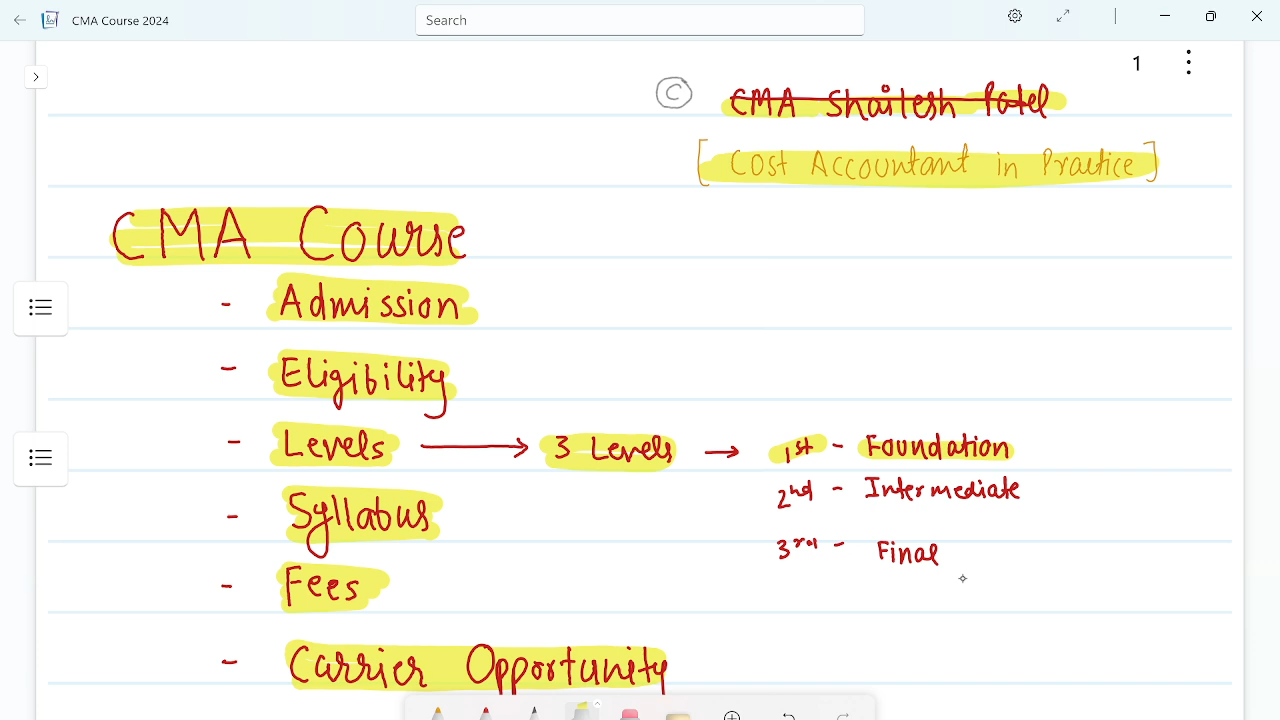 CMA Course 2024
Search
1
© CMA Shailesh Patel
[Cost Accountant in Practice]
CMA Course
- Admission
- Eligibility
- Levels → 3 Levels → 1st - Foundation
2nd - Intermediate
- Syllabus
3rd - Final
- Fees
- Carrier Opportunity